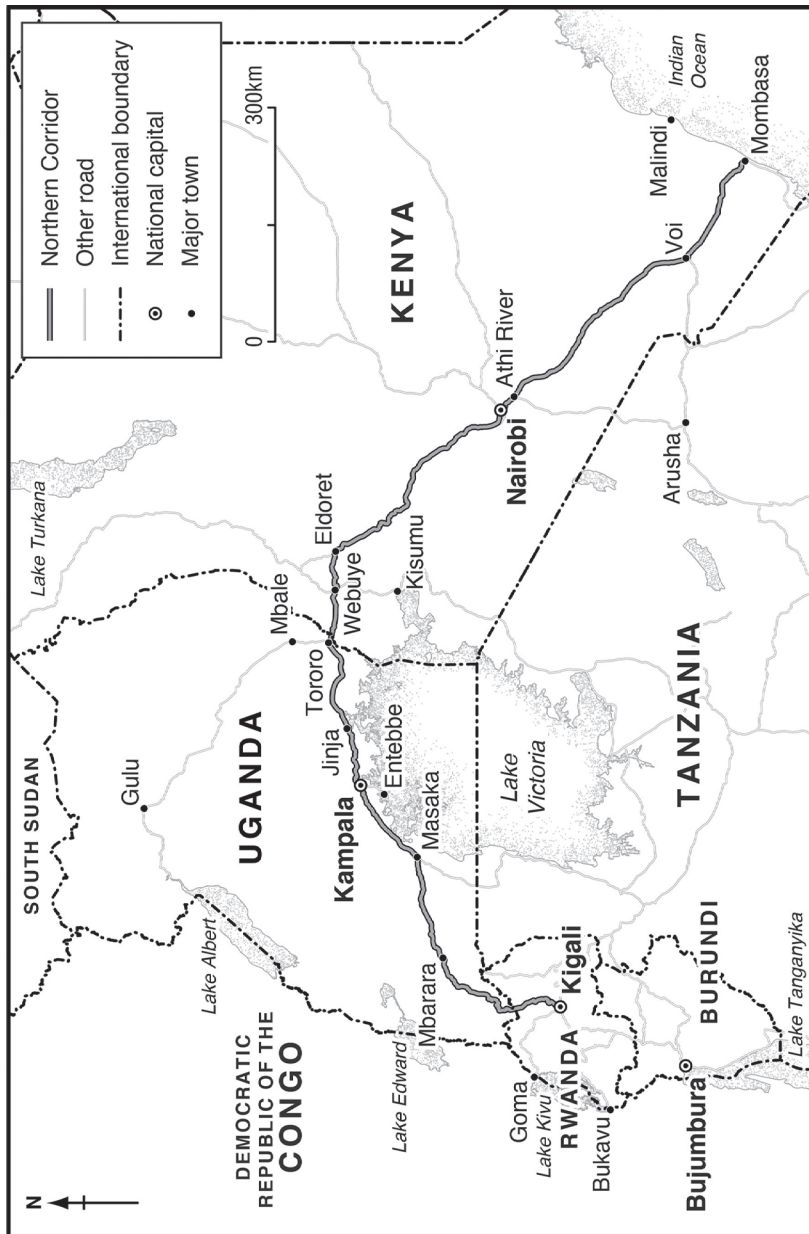 N
Northern Corridor
Other road
International boundary
National capital
Major town
0
300km
SOUTH SUDAN
Lake Turkana
Gulu
Lake Albert
UGANDA
Mbale
Eldoret
KENYA
DEMOCRATIC
REPUBLIC OF THE
CONGO
Tororo
Webuye
Jinja
Kampala
Entebbe
Kisumu
Masaka
Lake Edward
Mbarara
Lake
Victoria
Nairobi
Athi River
Goma
Lake Kivu
RWANDA
Kigali
Bukavu
Malindi
Indian
Ocean
Voi
Mombasa
Arusha
TANZANIA
BURUNDI
Bujumbura
Lake Tanganyika